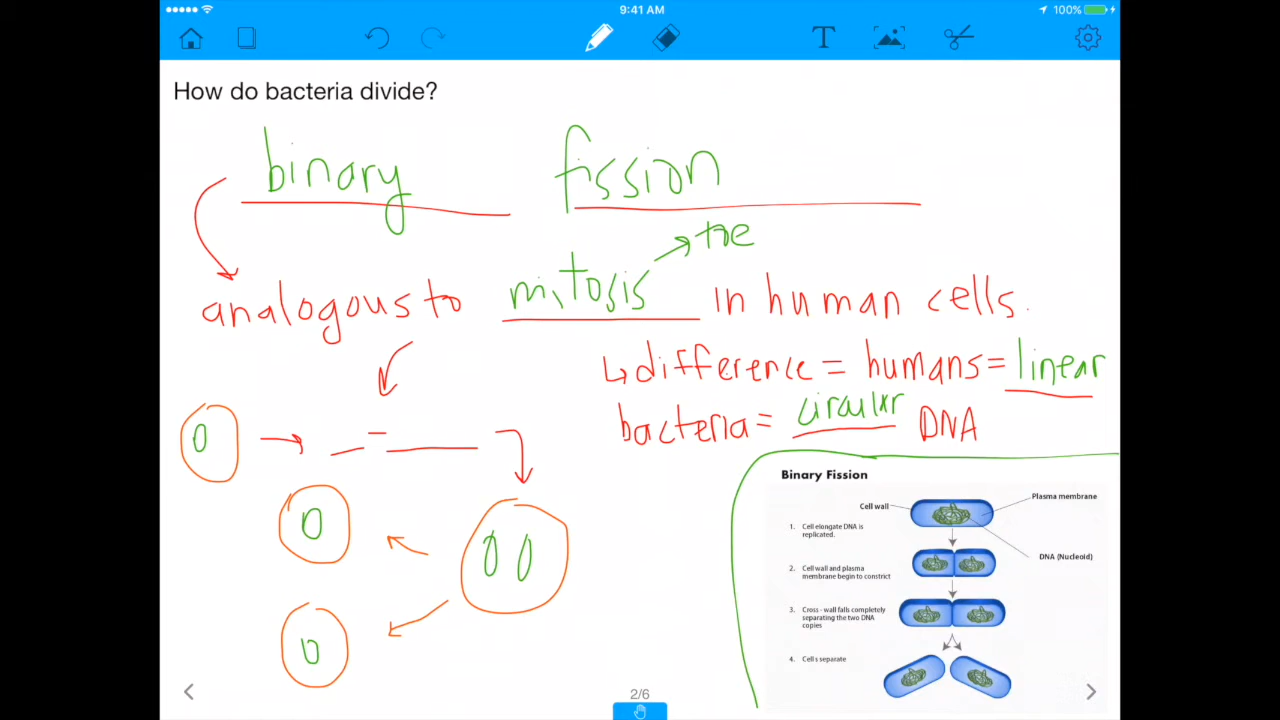 9:41 AM
100%
T
How do bacteria divide?
binary fission
toe
analogous to mitosis in human cells.
difference = humans = linear
bacteria = circular DNA
Binary Fission
Cell wall
Plasma membrane
DNA (Nucleoid)
1. Cell elongate DNA is
replicated.
2. Cell wall and plasma
membrane begin to constrict
3. Cross - wall falls completely
separating the two DNA
copies
4. Cell s separate
2/6